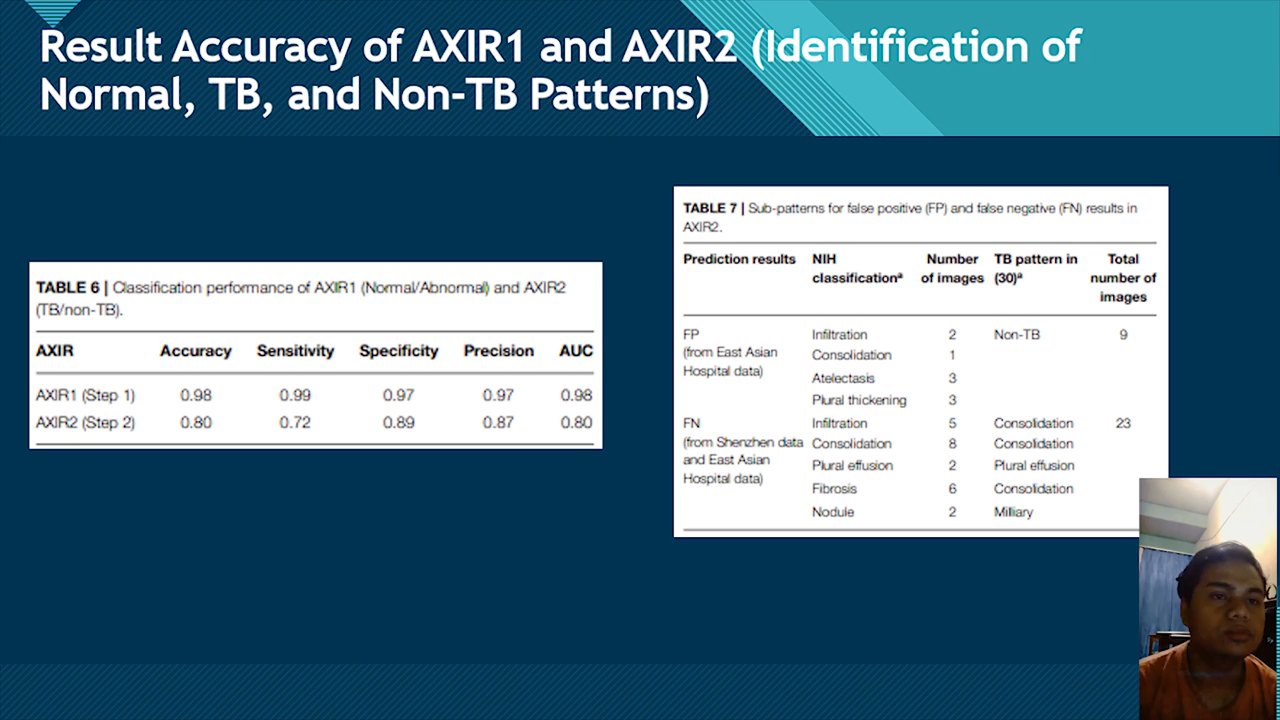 Result Accuracy of AXIR1 and AXIR2 (Identification of
Normal, TB, and Non-TB Patterns)
TABLE 6 | Classification performance of AXIR1 (Normal/Abnormal) and AXIR2
(TB/non-TB).
AXIR Accuracy Sensitivity Specificity Precision AUC
AXIR1 (Step 1) 0.98 0.99 0.97 0.97 0.98
AXIR2 (Step 2) 0.80 0.72 0.89 0.87 0.80
TABLE 7 | Sub-patterns for false positive (FP) and false negative (FN) results in
AXIR2.
Prediction results NIH Number TB pattern in Total
classificationᵃ of images (30)ᵃ number of
images
FP Infiltration 2 Non-TB 9
(from East Asian Consolidation 1
Hospital data) Atelectasis 3
Plural thickening 3
FN Infiltration 5 Consolidation 23
(from Shenzhen data Consolidation 8 Consolidation
and East Asian Plural effusion 2 Plural effusion
Hospital data) Fibrosis 6 Consolidation
Nodule 2 Milliary